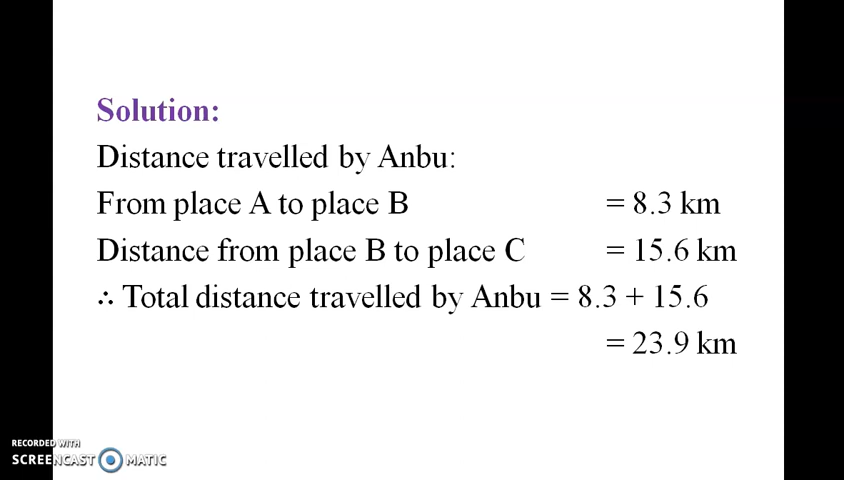 Solution:
Distance travelled by Anbu:
From place A to place B = 8.3 km
Distance from place B to place C = 15.6 km
∴ Total distance travelled by Anbu = 8.3 + 15.6
= 23.9 km
RECORDED WITH
SCREENCAST MATIC